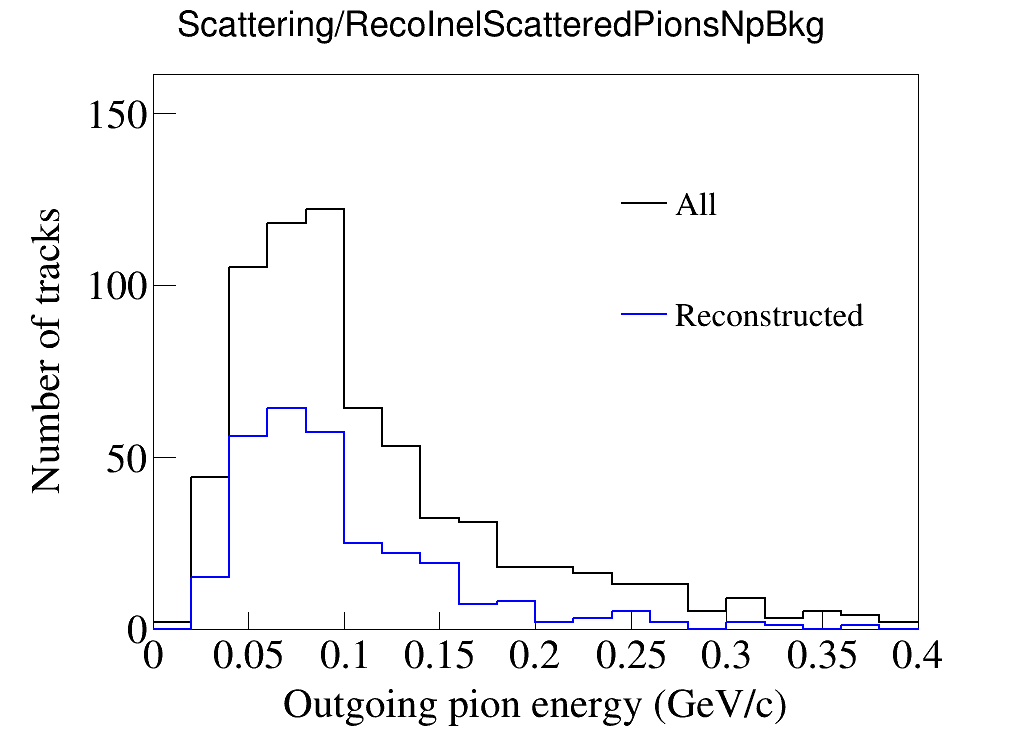 Scattering/RecoInelScatteredPionsNpBkg
150
100
50
0
Number of tracks
All
Reconstructed
0 0.05 0.1 0.15 0.2 0.25 0.3 0.35 0.4
Outgoing pion energy (GeV/c)